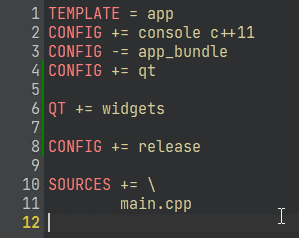 1 TEMPLATE = app
2 CONFIG += console c++11
3 CONFIG -= app_bundle
4 CONFIG += qt
5
6 QT += widgets
7
8 CONFIG += release
9
10 SOURCES += \
11 main.cpp
12